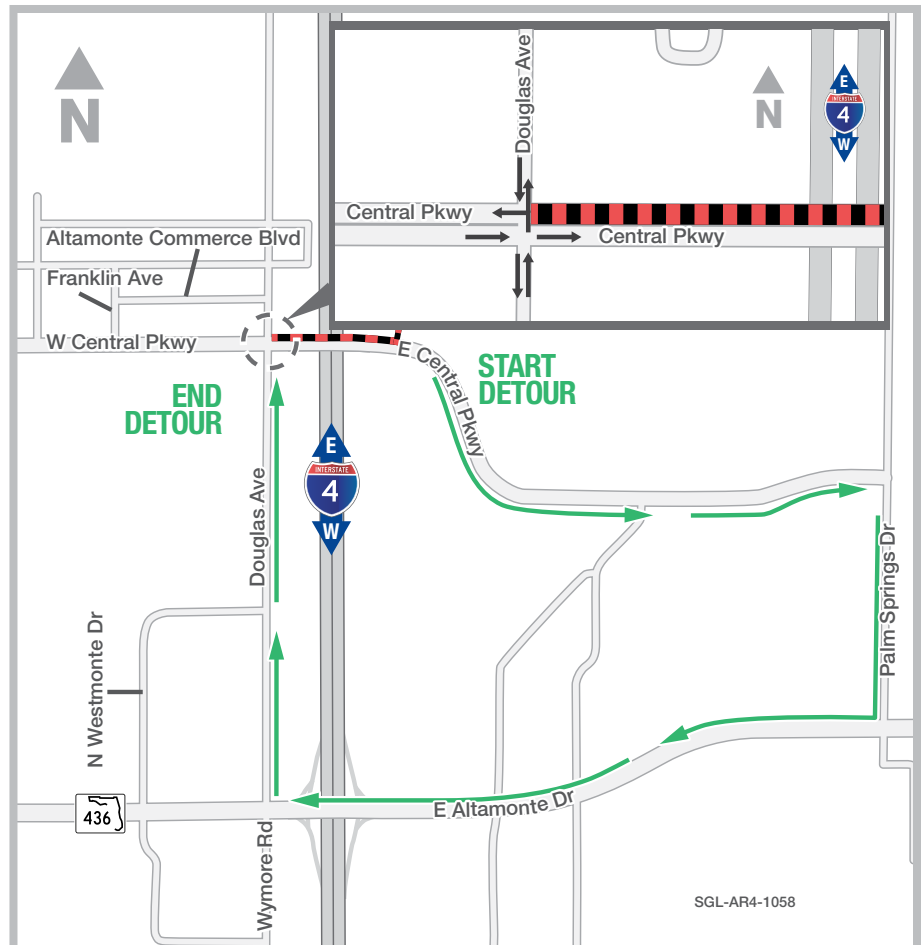 N
Douglas Ave
N
E
INTERSTATE
4
W
Central Pkwy
Central Pkwy
Altamonte Commerce Blvd
Franklin Ave
W Central Pkwy
E Central Pkwy
START
DETOUR
END
DETOUR
E
INTERSTATE
4
W
Douglas Ave
Palm Springs Dr
N Westmonte Dr
436
E Altamonte Dr
Wymore Rd
SGL-AR4-1058